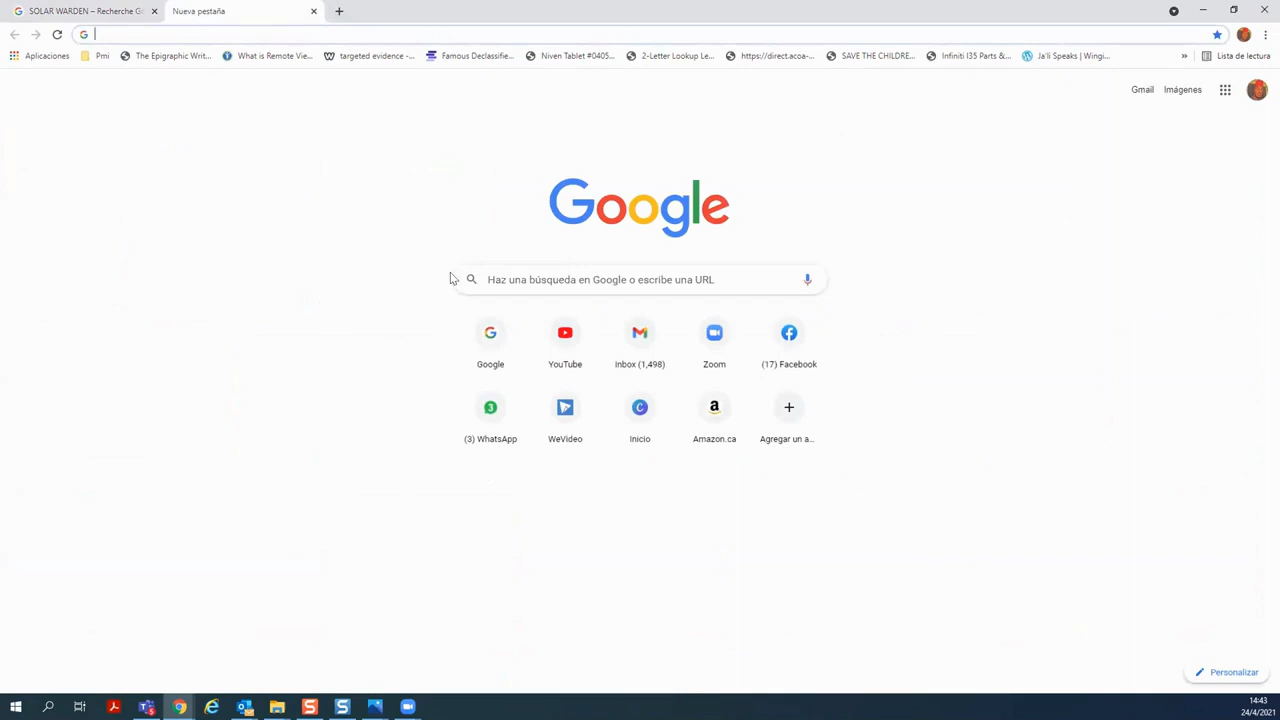 SOLAR WARDEN – Recherche Go
Nueva pestaña
Aplicaciones
Pmi
The Epigraphic Writ...
What is Remote Vie...
targeted evidence -...
Famous Declassifie...
Niven Tablet #0405...
2-Letter Lookup Le...
https://direct.acoa-...
SAVE THE CHILDRE...
Infiniti I35 Parts &...
Ja'li Speaks | Wingi...
»
Lista de lectura
Gmail
Imágenes
Google
Haz una búsqueda en Google o escribe una URL
Google
YouTube
Inbox (1,498)
Zoom
(17) Facebook
(3) WhatsApp
WeVideo
Inicio
Amazon.ca
Agregar un a...
Personalizar
14:43
24/4/2021